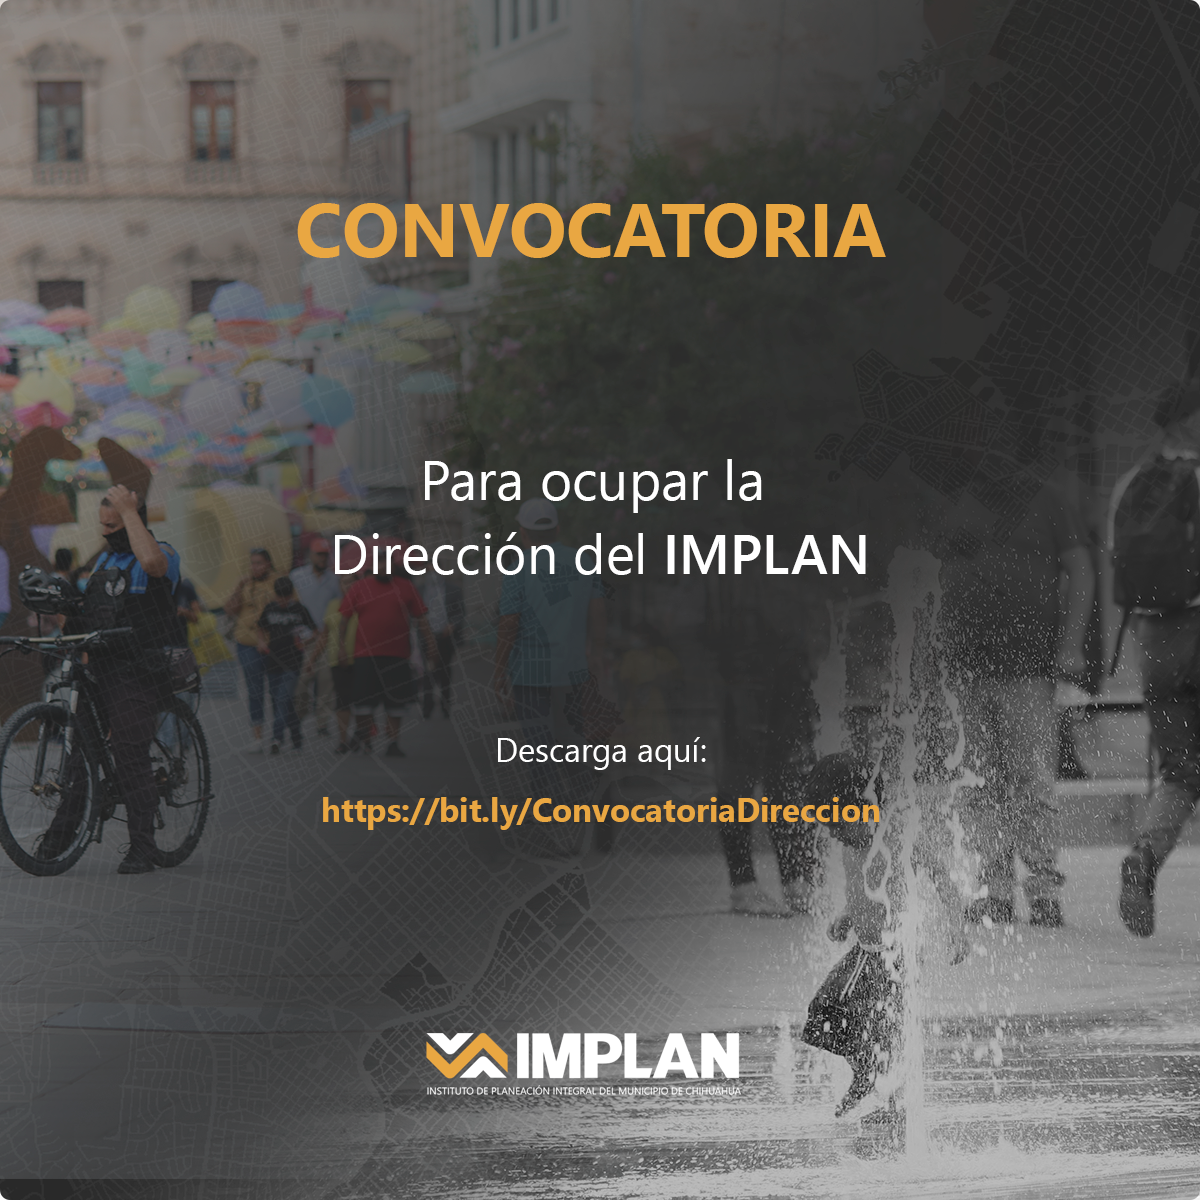 CONVOCATORIA
Para ocupar la
Dirección del IMPLAN
Descarga aquí:
https://bit.ly/ConvocatoriaDireccion
IMPLAN
INSTITUTO DE PLANEACIÓN INTEGRAL DEL MUNICIPIO DE CHIHUAHUA